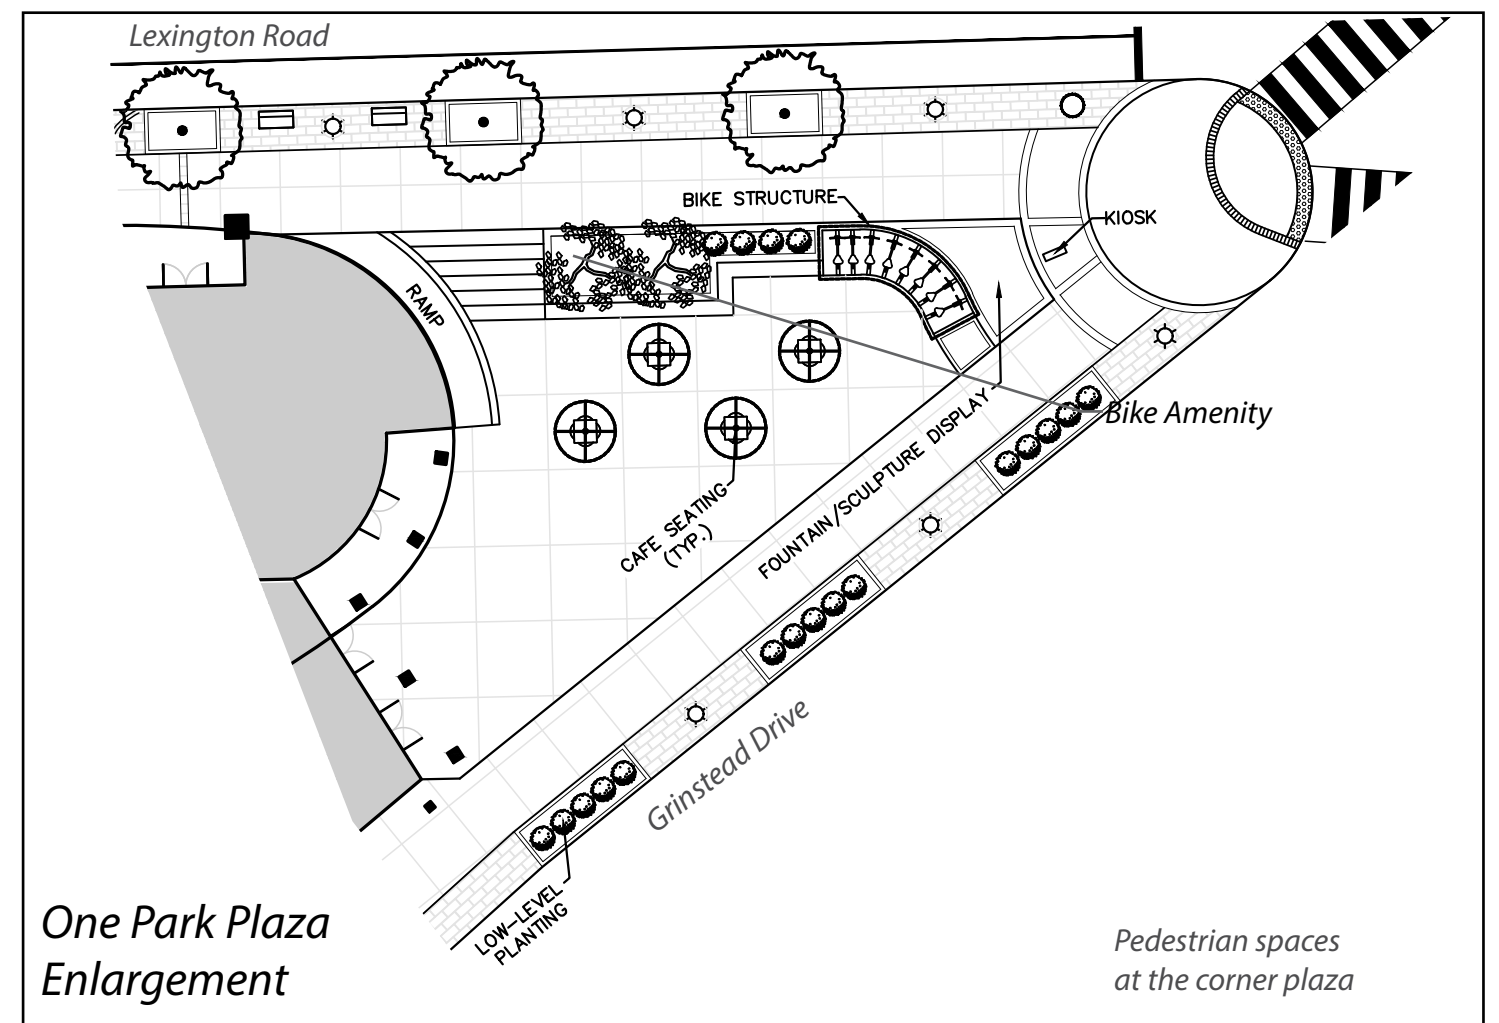 Lexington Road
BIKE STRUCTURE
KIOSK
RAMP
Bike Amenity
CAFE SEATING
(TYP.)
FOUNTAIN/SCULPTURE DISPLAY
Grinstead Drive
LOW-LEVEL
PLANTING
One Park Plaza
Enlargement
Pedestrian spaces
at the corner plaza